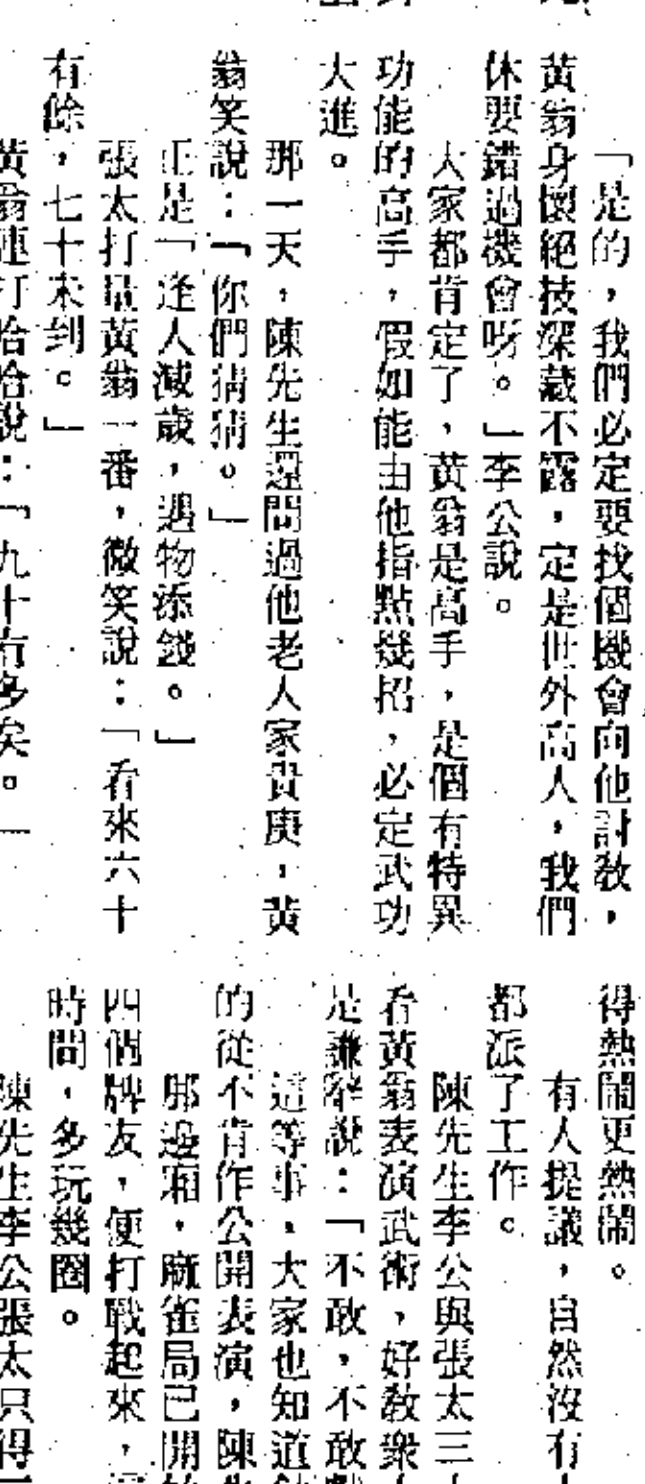 「是的，我們必定要找個機會向他討敎，
黃翁身懷絕技深藏不露，定是世外高人，我們
休要錯過機會呀。」李公說。
大家都肯定了，黃翁是高手，是個有特異
功能的高手，假如能由他指點幾招，必定武功
大進。
那一天，陳先生還問過他老人家貴庚，黃
翁笑說：「你們猜猜。」
正是「逢人減歲，遇物添錢。」
張太打量黃翁一番，微笑說：「看來六十
有餘，七十未到。」
黃翁連打哈哈說：「九十有多矣。」
得熱鬧更熱鬧。
有人提議，自然沒有
都派了工作。
陳先生李公與張太三
看黃翁表演武術，好敎衆
是謙辭說：「不敢，不敢
這等事，大家也知道
的從不肯作公開表演，陳
那邊廂，麻雀局已開
四個牌友，便打戰起來，
時間，多玩幾圈。
陳先生李公張太只得